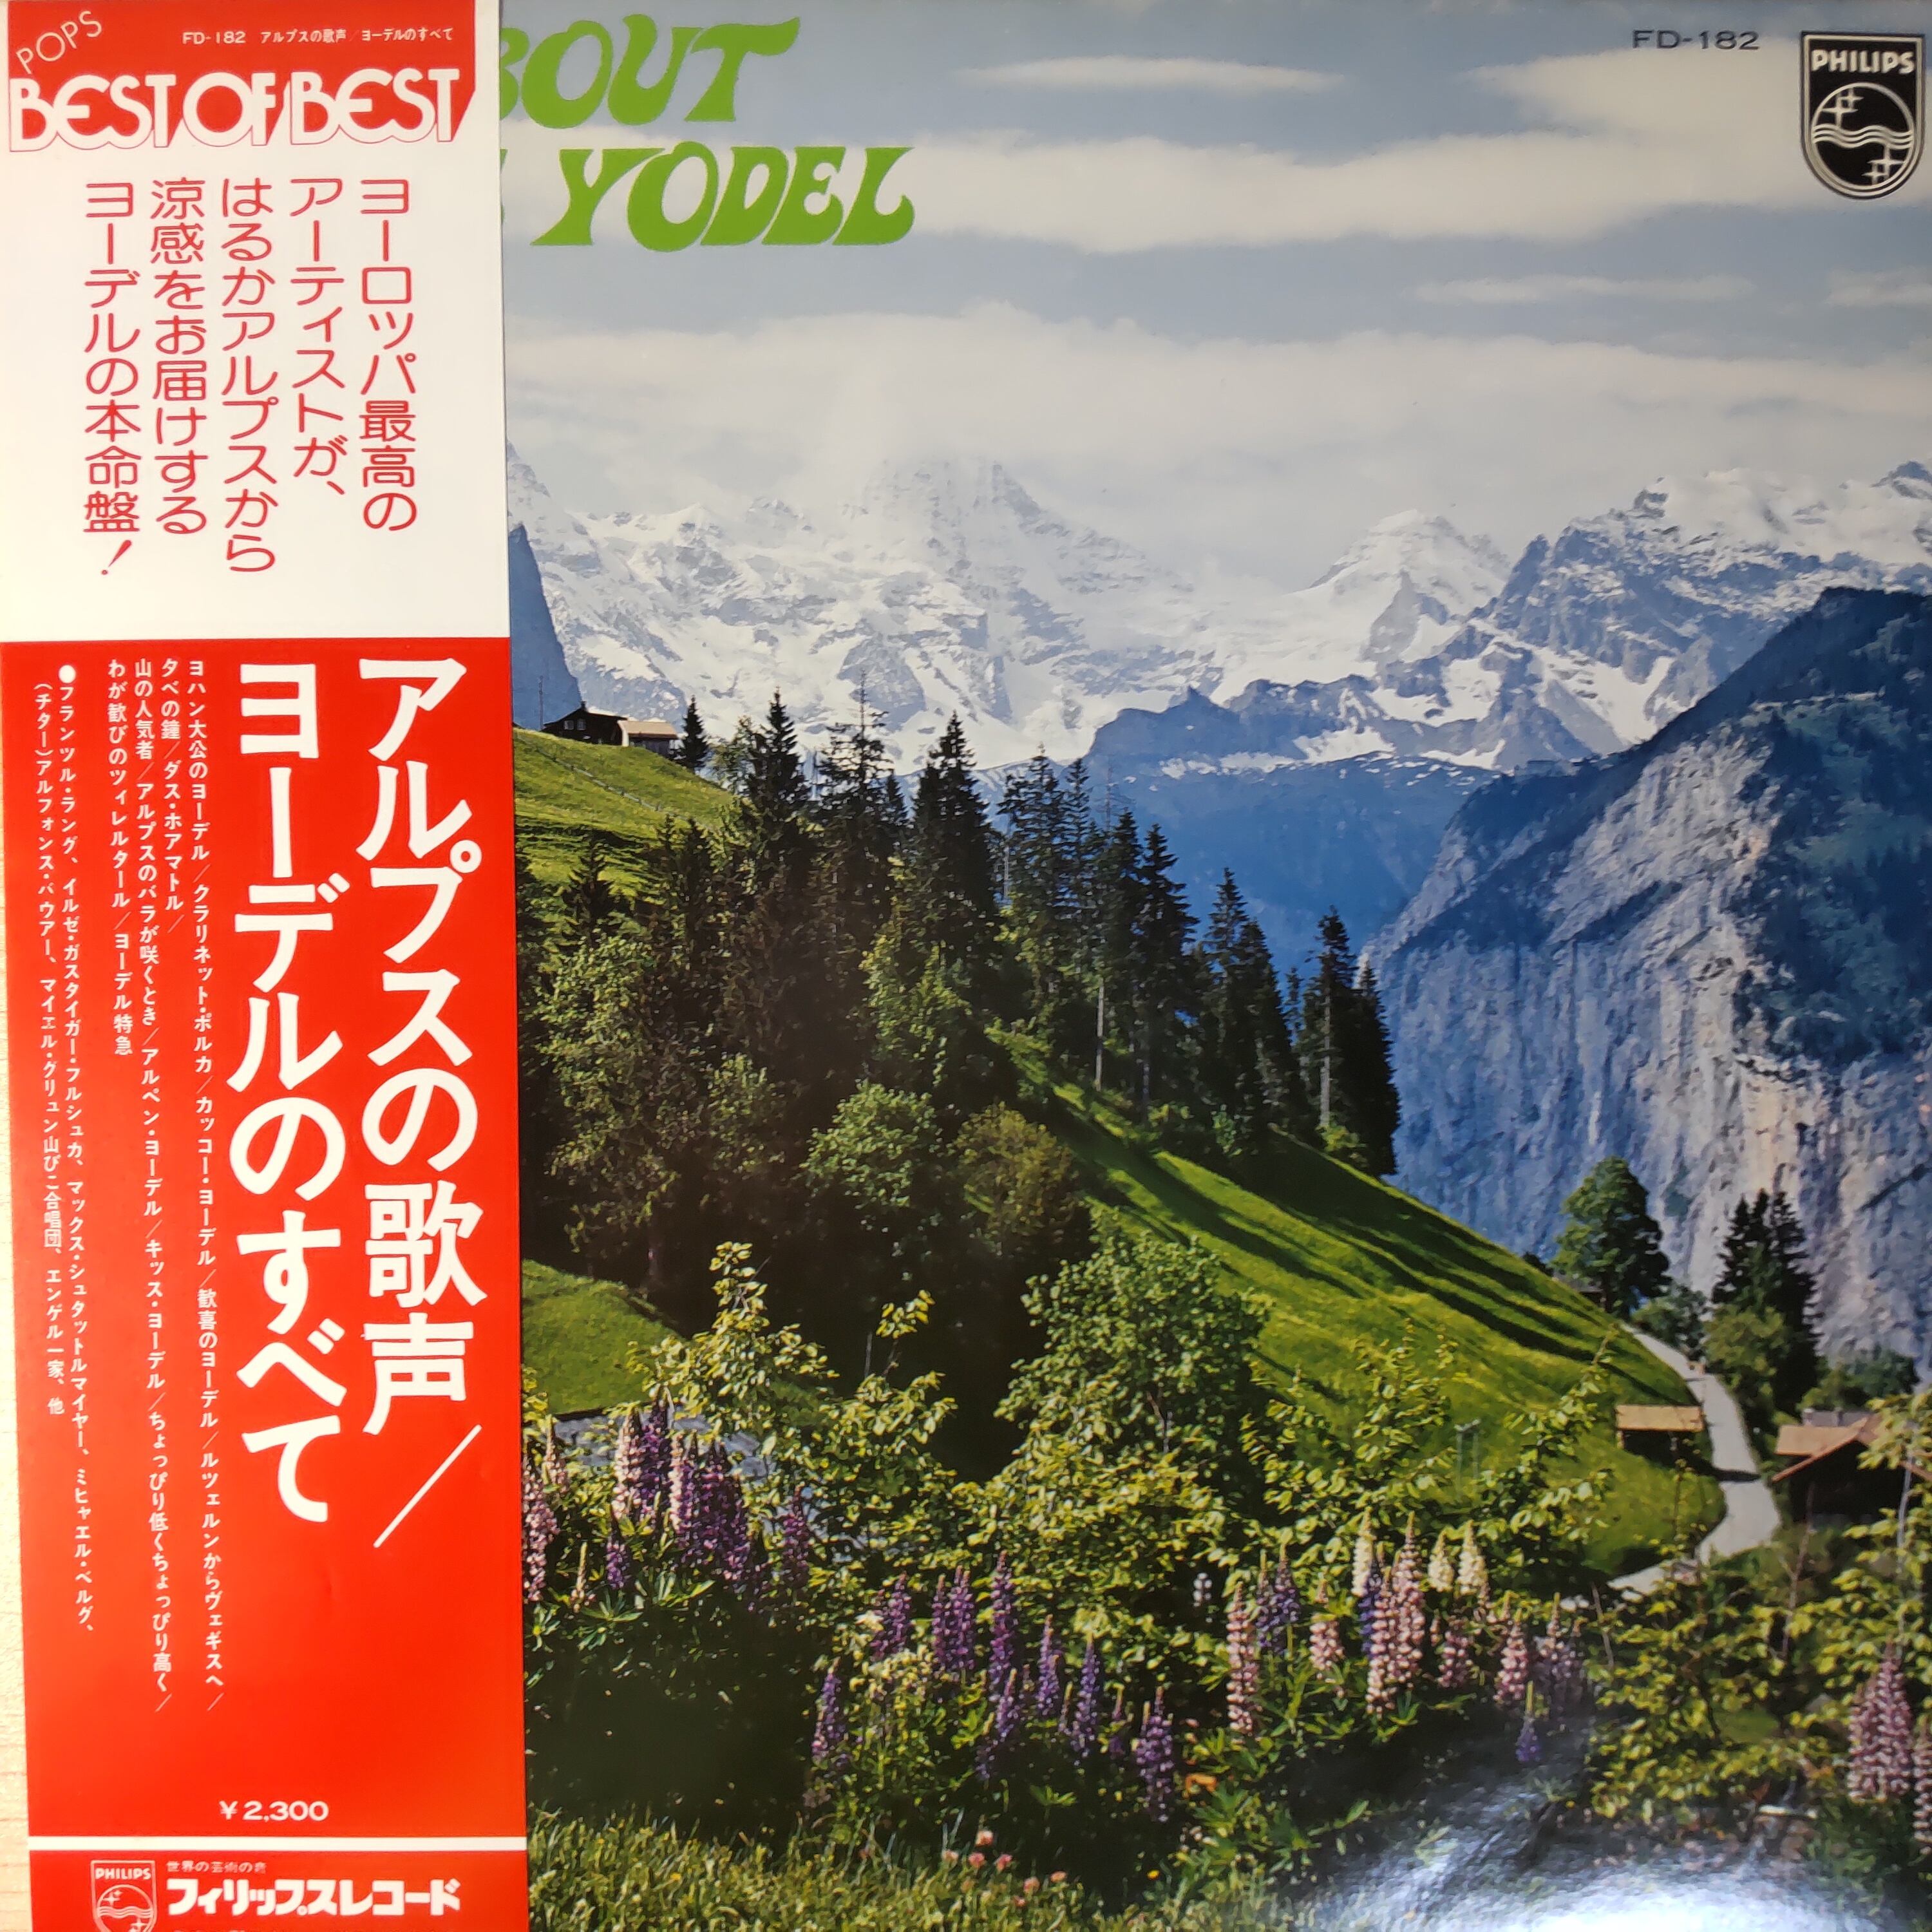 POPS
FD-182 アルプスの歌声/ヨーデルのすべて
BEST OF BEST
ヨーロッパ最高の
アーティストが、
はるかアルプスから
涼感をお届けする
ヨーデルの本命盤!
アルプスの歌声/
ヨーデルのすべて
ヨハン大公のヨーデル/クラリネット・ポルカ/カッコー・ヨーデル/歓喜のヨーデル/ルツェルンからヴェギスへ/
夕べの鐘/ダス・ホアマトル/
山の人気者/アルプスのバラが咲くとき/アルペン・ヨーデル/キッス・ヨーデル/ちょっぴり低くちょっぴり高く/
わが歓びのツィレルタール/ヨーデル特急
●フランツル・ラング、イルゼ・ガスタイガー・フルシュカ、マックス・シュタットルマイヤー、ミヒャエル・ベルグ、
(チター)アルフォンス・バウアー、マイエル・グリュン山びこ合唱団、エンゲル一家、他
¥2,300
PHILIPS
世界の芸術の
フィリップスレコード
BOUT
YODEL
FD-182
PHILIPS